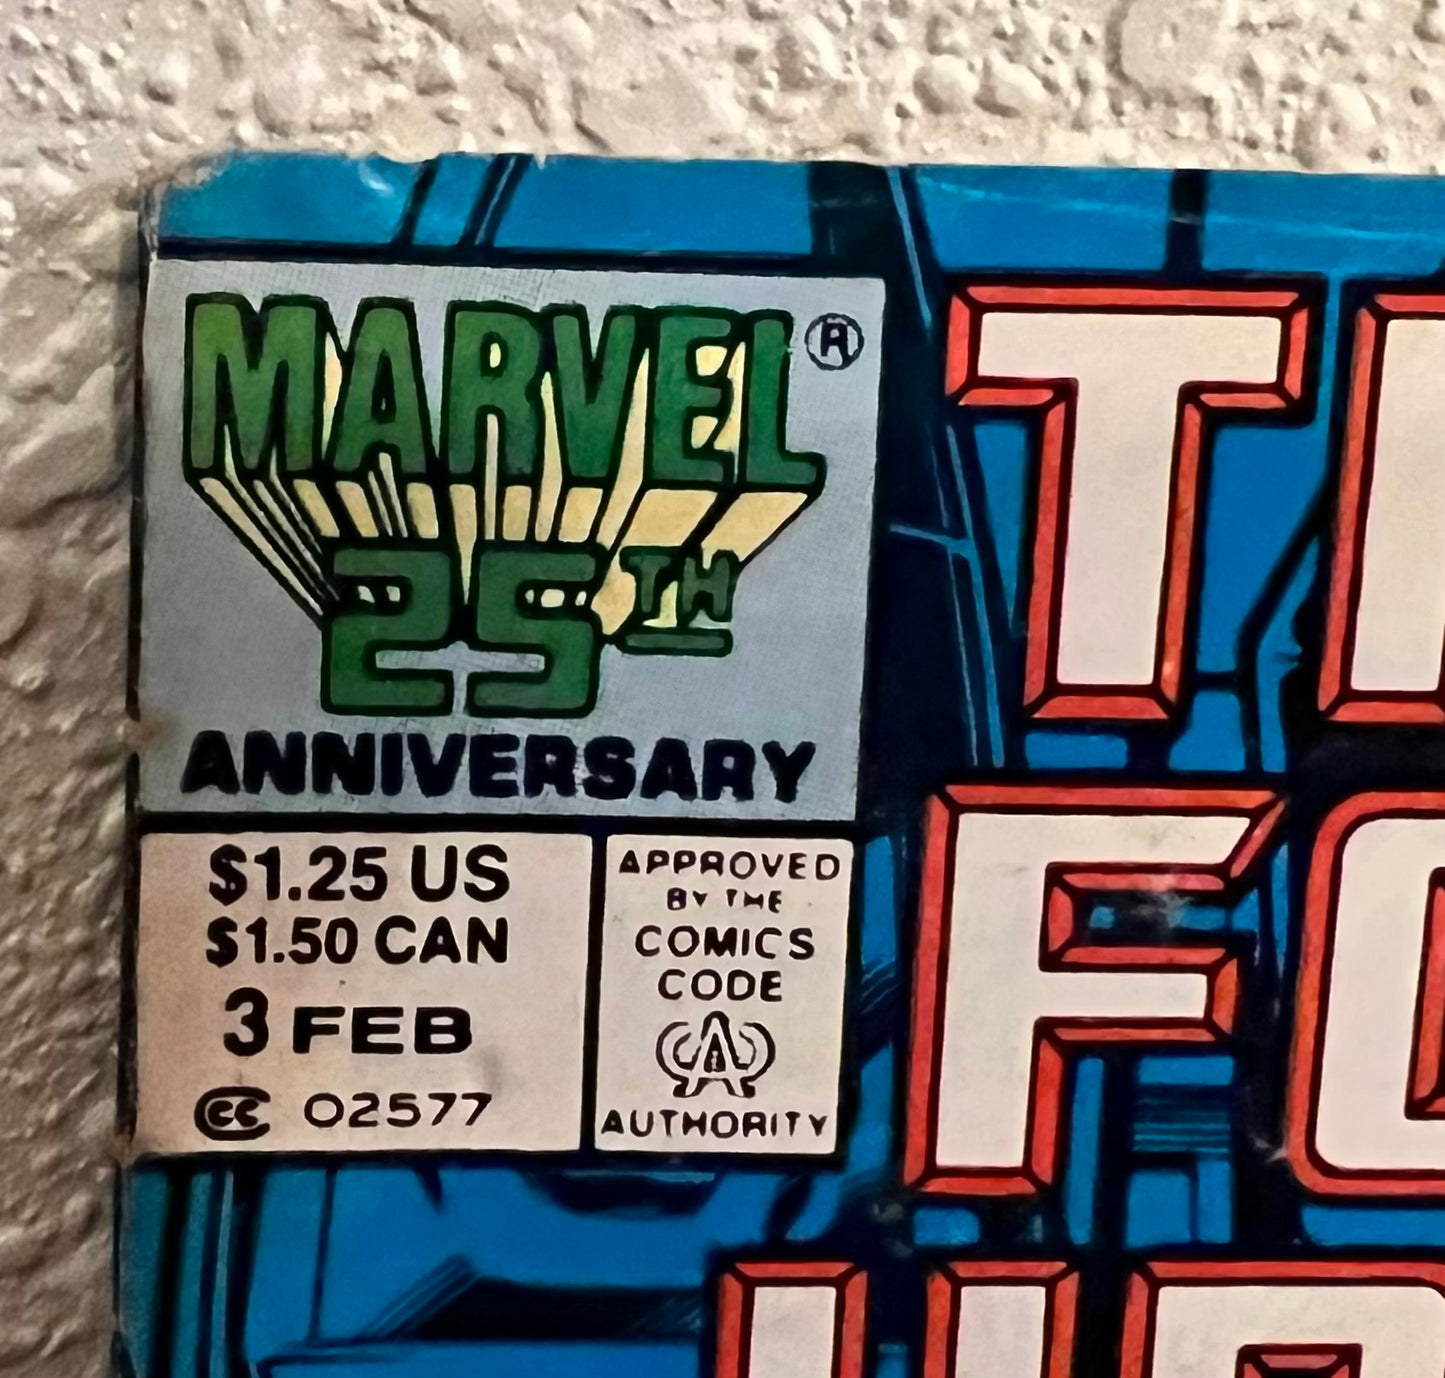 MARVEL®
25TH
ANNIVERSARY
$1.25 US
$1.50 CAN
3 FEB
CC 02577
APPROVED
BY THE
COMICS
CODE
A
AUTHORITY